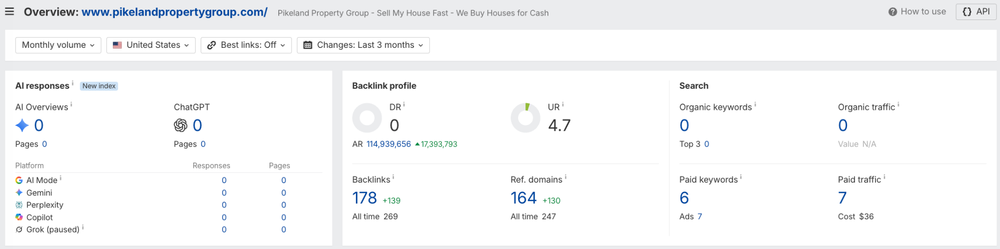 Overview: www.pikelandpropertygroup.com/ Pikeland Property Group - Sell My House Fast - We Buy Houses for Cash How to use {} API
Monthly volume United States Best links: Off Changes: Last 3 months
AI responses i New index
AI Overviews i ChatGPT
0 0
Pages 0 Pages 0
Platform Responses Pages
AI Mode i 0 0
Gemini 0 0
Perplexity 0 0
Copilot 0 0
Grok (paused) i 0 0
Backlink profile
DR i UR i
0 4.7
AR 114,939,656 17,393,793
Backlinks i Ref. domains i
178 +139 164 +130
All time 269 All time 247
Search
Organic keywords i Organic traffic i
0 0
Top 3 0 Value N/A
Paid keywords i Paid traffic i
6 7
Ads 7 Cost $36